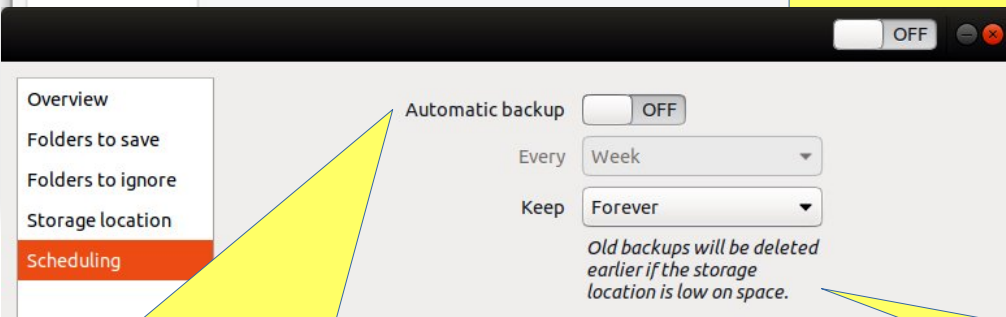 OFF
Overview
Folders to save
Folders to ignore
Storage location
Scheduling
Automatic backup OFF
Every Week
Keep Forever
Old backups will be deleted
earlier if the storage
location is low on space.